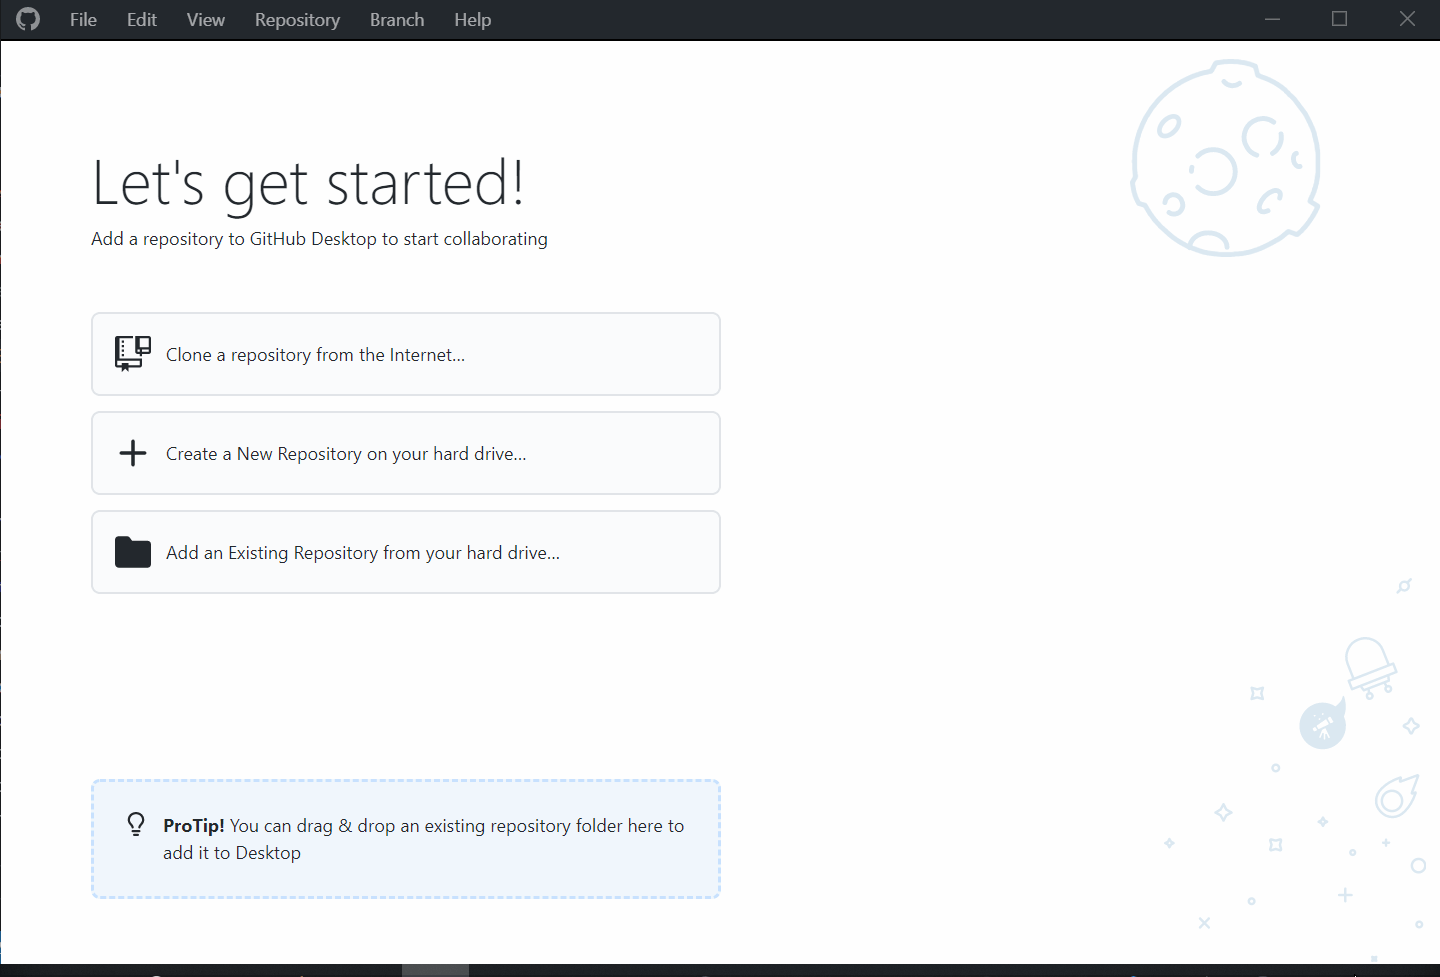 File Edit View Repository Branch Help
Let's get started!
Add a repository to GitHub Desktop to start collaborating
Clone a repository from the Internet...
Create a New Repository on your hard drive...
Add an Existing Repository from your hard drive...
ProTip! You can drag & drop an existing repository folder here to
add it to Desktop